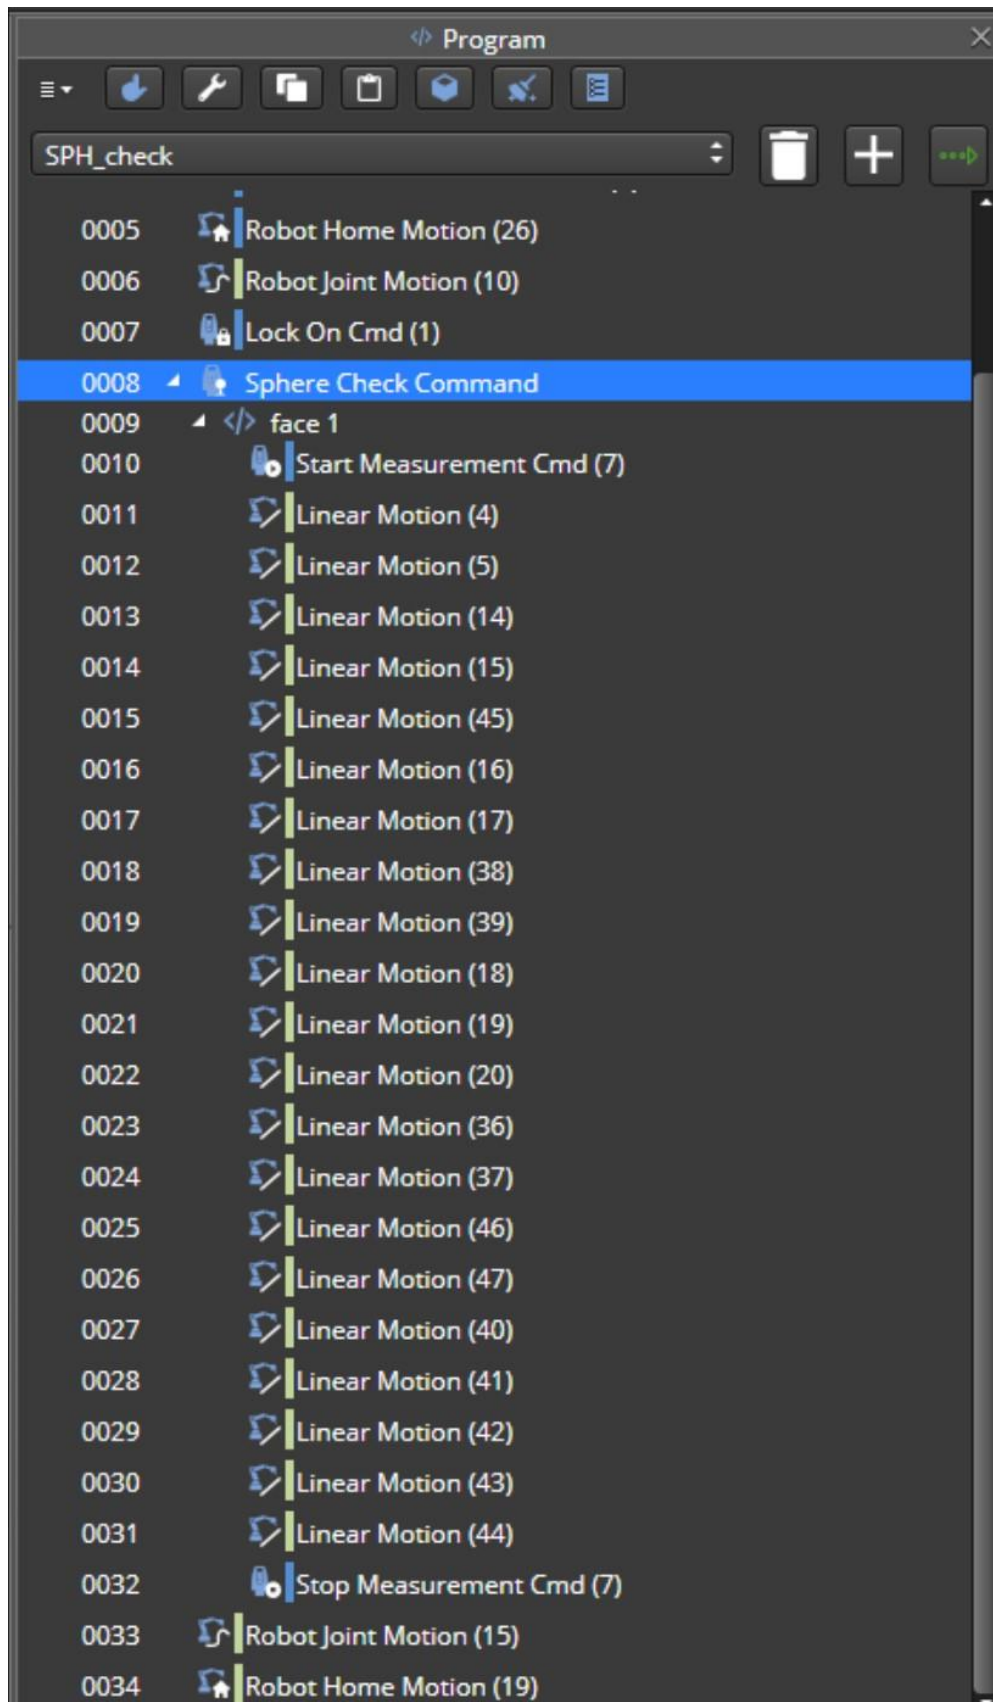 </> Program
SPH_check
0005 Robot Home Motion (26)
0006 Robot Joint Motion (10)
0007 Lock On Cmd (1)
0008 Sphere Check Command
0009 </> face 1
0010 Start Measurement Cmd (7)
0011 Linear Motion (4)
0012 Linear Motion (5)
0013 Linear Motion (14)
0014 Linear Motion (15)
0015 Linear Motion (45)
0016 Linear Motion (16)
0017 Linear Motion (17)
0018 Linear Motion (38)
0019 Linear Motion (39)
0020 Linear Motion (18)
0021 Linear Motion (19)
0022 Linear Motion (20)
0023 Linear Motion (36)
0024 Linear Motion (37)
0025 Linear Motion (46)
0026 Linear Motion (47)
0027 Linear Motion (40)
0028 Linear Motion (41)
0029 Linear Motion (42)
0030 Linear Motion (43)
0031 Linear Motion (44)
0032 Stop Measurement Cmd (7)
0033 Robot Joint Motion (15)
0034 Robot Home Motion (19)